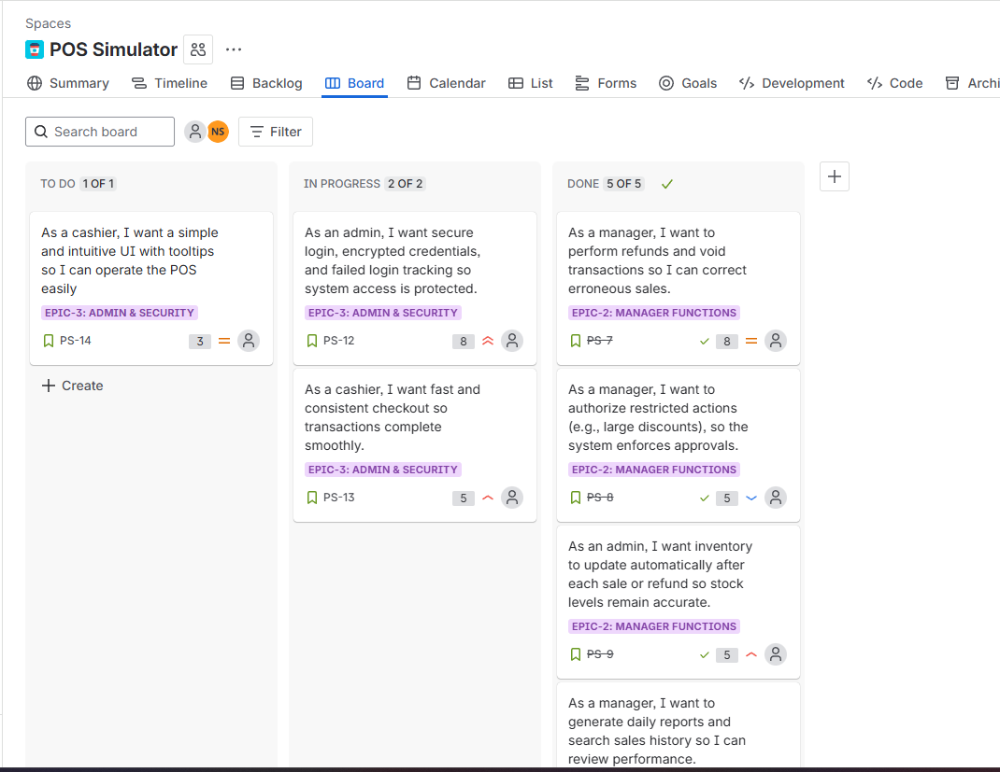 Spaces
POS Simulator
Summary Timeline Backlog Board Calendar List Forms Goals Development Code Archi
Search board NS Filter
TO DO 1 OF 1
As a cashier, I want a simple
and intuitive UI with tooltips
so I can operate the POS
easily
EPIC-3: ADMIN & SECURITY
PS-14 3
Create
IN PROGRESS 2 OF 2
As an admin, I want secure
login, encrypted credentials,
and failed login tracking so
system access is protected.
EPIC-3: ADMIN & SECURITY
PS-12 8
As a cashier, I want fast and
consistent checkout so
transactions complete
smoothly.
EPIC-3: ADMIN & SECURITY
PS-13 5
DONE 5 OF 5
As a manager, I want to
perform refunds and void
transactions so I can correct
erroneous sales.
EPIC-2: MANAGER FUNCTIONS
PS-7 8
As a manager, I want to
authorize restricted actions
(e.g., large discounts), so the
system enforces approvals.
EPIC-2: MANAGER FUNCTIONS
PS-8 5
As an admin, I want inventory
to update automatically after
each sale or refund so stock
levels remain accurate.
EPIC-2: MANAGER FUNCTIONS
PS-9 5
As a manager, I want to
generate daily reports and
search sales history so I can
review performance.